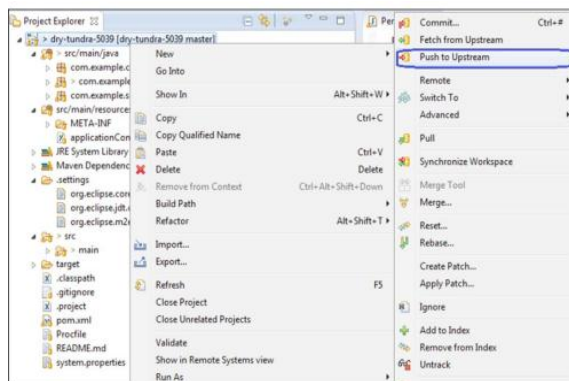 Project Explorer
> dry-tundra-5039 [dry-tundra-5039 master]
> src/main/java
com.example.c
> com.example
com.example.s
src/main/resource
META-INF
applicationCon
JRE System Library
Maven Dependenc
.settings
org.eclipse.core
org.eclipse.jdt.c
org.eclipse.m2e
> src
> main
target
.classpath
.gitignore
.project
pom.xml
Procfile
README.md
system.properties
New
Go Into
Show In Alt+Shift+W
Copy Ctrl+C
Copy Qualified Name
Paste Ctrl+V
Delete Delete
Remove from Context Ctrl+Alt+Shift+Down
Build Path
Refactor Alt+Shift+T
Import...
Export...
Refresh F5
Close Project
Close Unrelated Projects
Validate
Show in Remote Systems view
Run As
Per
Commit... Ctrl+#
Fetch from Upstream
Push to Upstream
Remote
Switch To
Advanced
Pull
Synchronize Workspace
Merge Tool
Merge...
Reset...
Rebase...
Create Patch...
Apply Patch...
Ignore
Add to Index
Remove from Index
Untrack